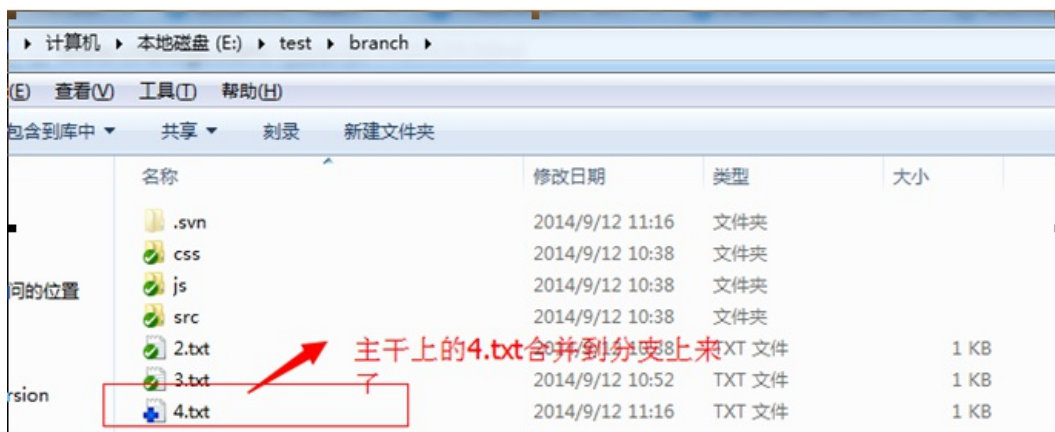 计算机 本地磁盘 (E:) test branch
(E) 查看(V) 工具(T) 帮助(H)
包含到库中 共享 刻录 新建文件夹
名称 修改日期 类型 大小
.svn 2014/9/12 11:16 文件夹
css 2014/9/12 10:38 文件夹
js 2014/9/12 10:38 文件夹
问的位置
src 2014/9/12 10:38 文件夹
主干上的4.txt合并到分支上来
了
2.txt 2014/9/12 10:38 TXT 文件 1 KB
3.txt 2014/9/12 10:52 TXT 文件 1 KB
rsion
4.txt 2014/9/12 11:16 TXT 文件 1 KB